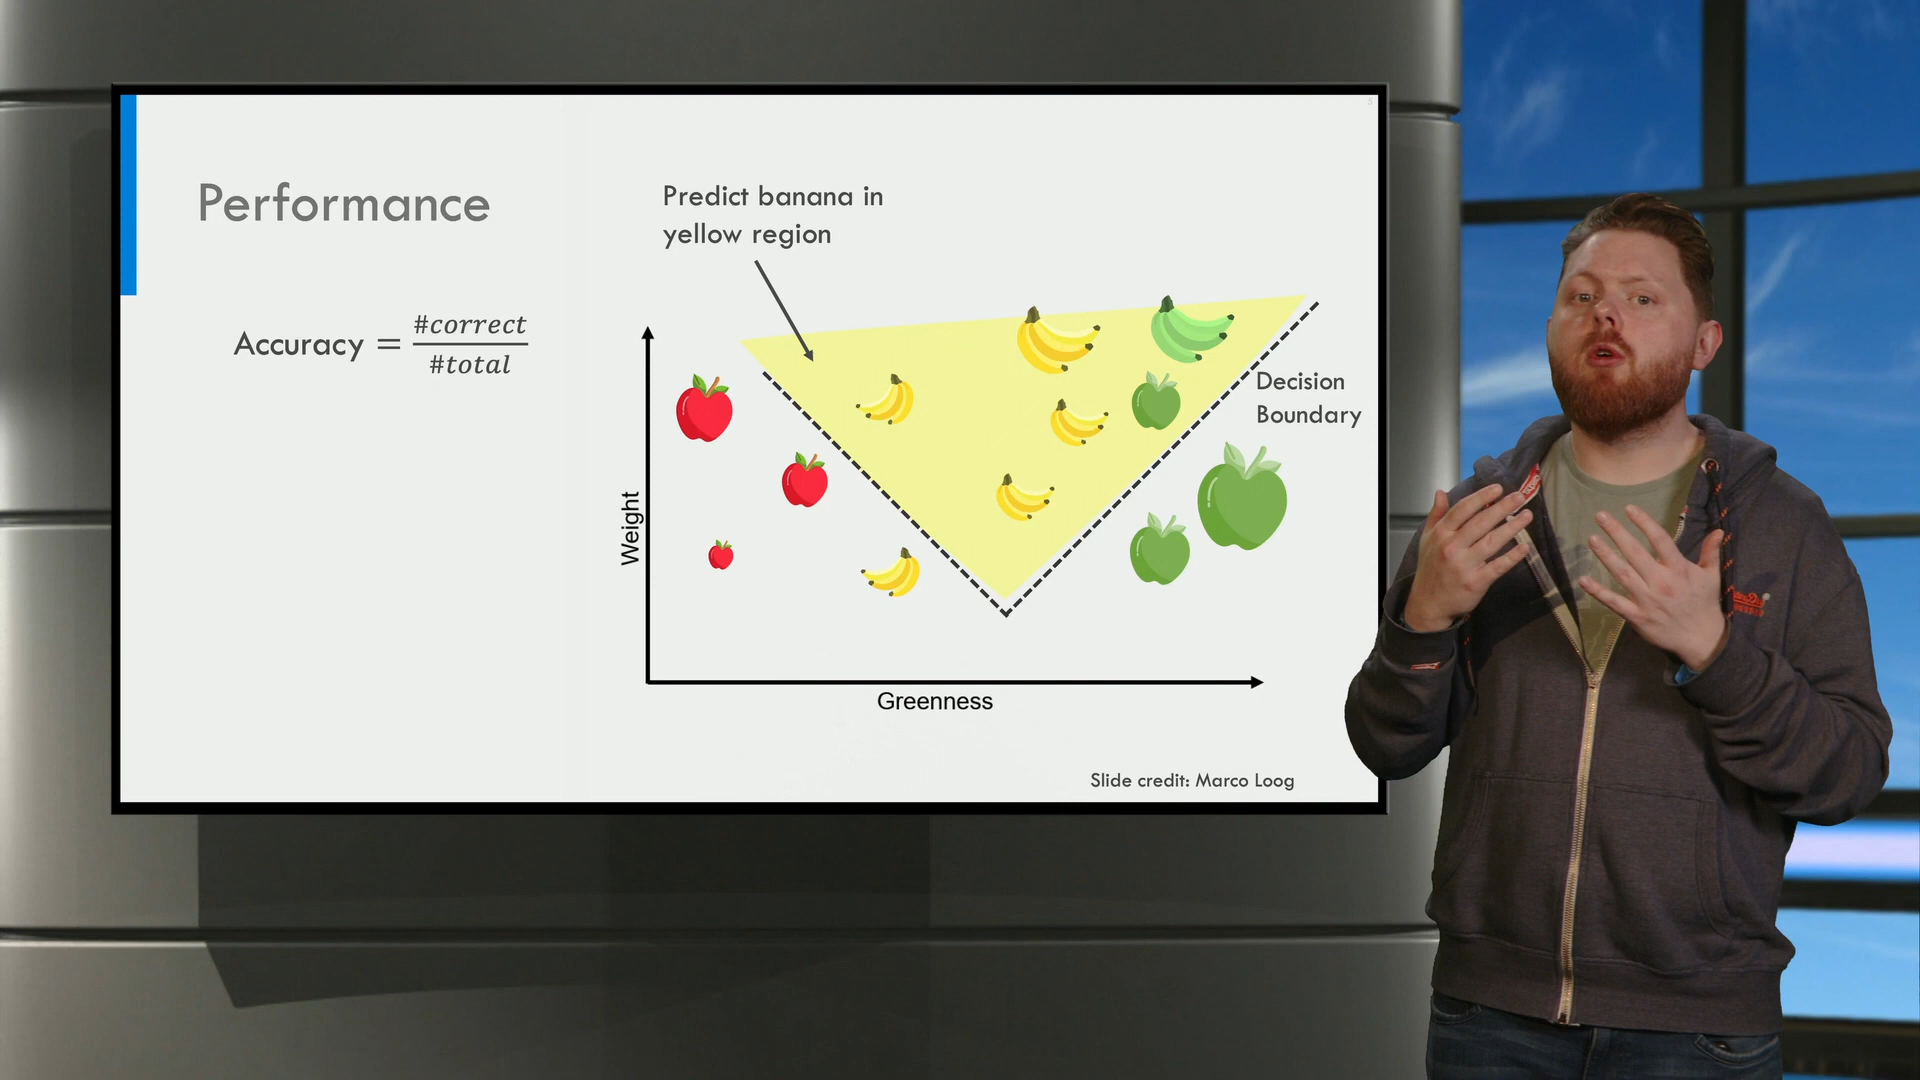 Performance
Accuracy = #correct / #total
Predict banana in
yellow region
Decision
Boundary
Weight
Greenness
Slide credit: Marco Loog